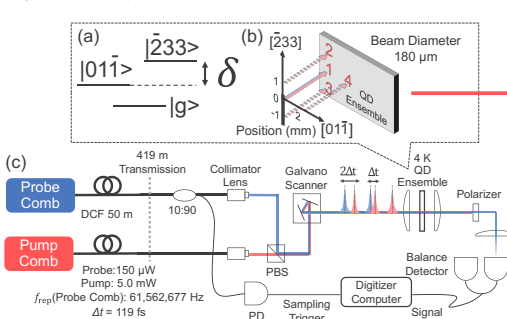 (a)
|2̄33>
|011̄>
δ
|g>
(b)
[2̄33]
Beam Diameter
180 μm
2
1
3
4
QD
Ensemble
1
0
-1
2
Position (mm)
[011̄]
(c)
419 m
Transmission
Collimator
Lens
Galvano
Scanner
2Δt
Δt
4 K
QD
Ensemble
Polarizer
Probe
Comb
DCF 50 m
10:90
Pump
Comb
PBS
Balance
Detector
Probe:150 μW
Pump: 5.0 mW
frep(Probe Comb): 61,562,677 Hz
Δt = 119 fs
PD
Sampling
Trigger
Digitizer
Computer
Signal